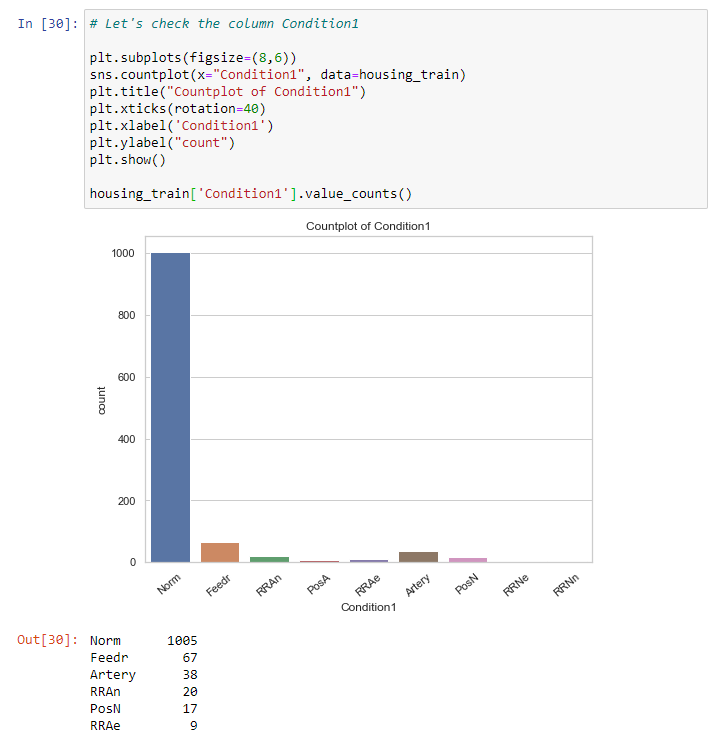 In [30]: # Let's check the column Condition1
plt.subplots(figsize=(8,6))
sns.countplot(x="Condition1", data=housing_train)
plt.title("Countplot of Condition1")
plt.xticks(rotation=40)
plt.xlabel('Condition1')
plt.ylabel("count")
plt.show()
housing_train['Condition1'].value_counts()
Countplot of Condition1
1000
800
600
400
200
0
count
Norm Feedr RRAn PosA RRAe Artery PosN RRNe RRNn
Condition1
Out[30]: Norm 1005
Feedr 67
Artery 38
RRAn 20
PosN 17
RRAe 9